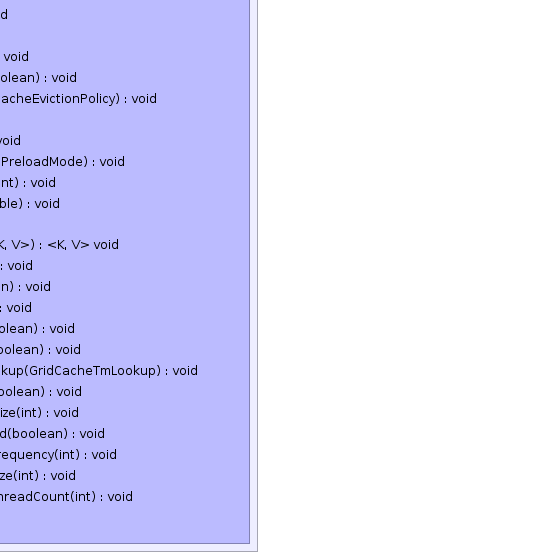 d
void
olean) : void
acheEvictionPolicy) : void
void
PreloadMode) : void
nt) : void
ble) : void
K, V>) : <K, V> void
: void
n) : void
: void
olean) : void
oolean) : void
kup(GridCacheTmLookup) : void
oolean) : void
ize(int) : void
d(boolean) : void
requency(int) : void
ze(int) : void
hreadCount(int) : void